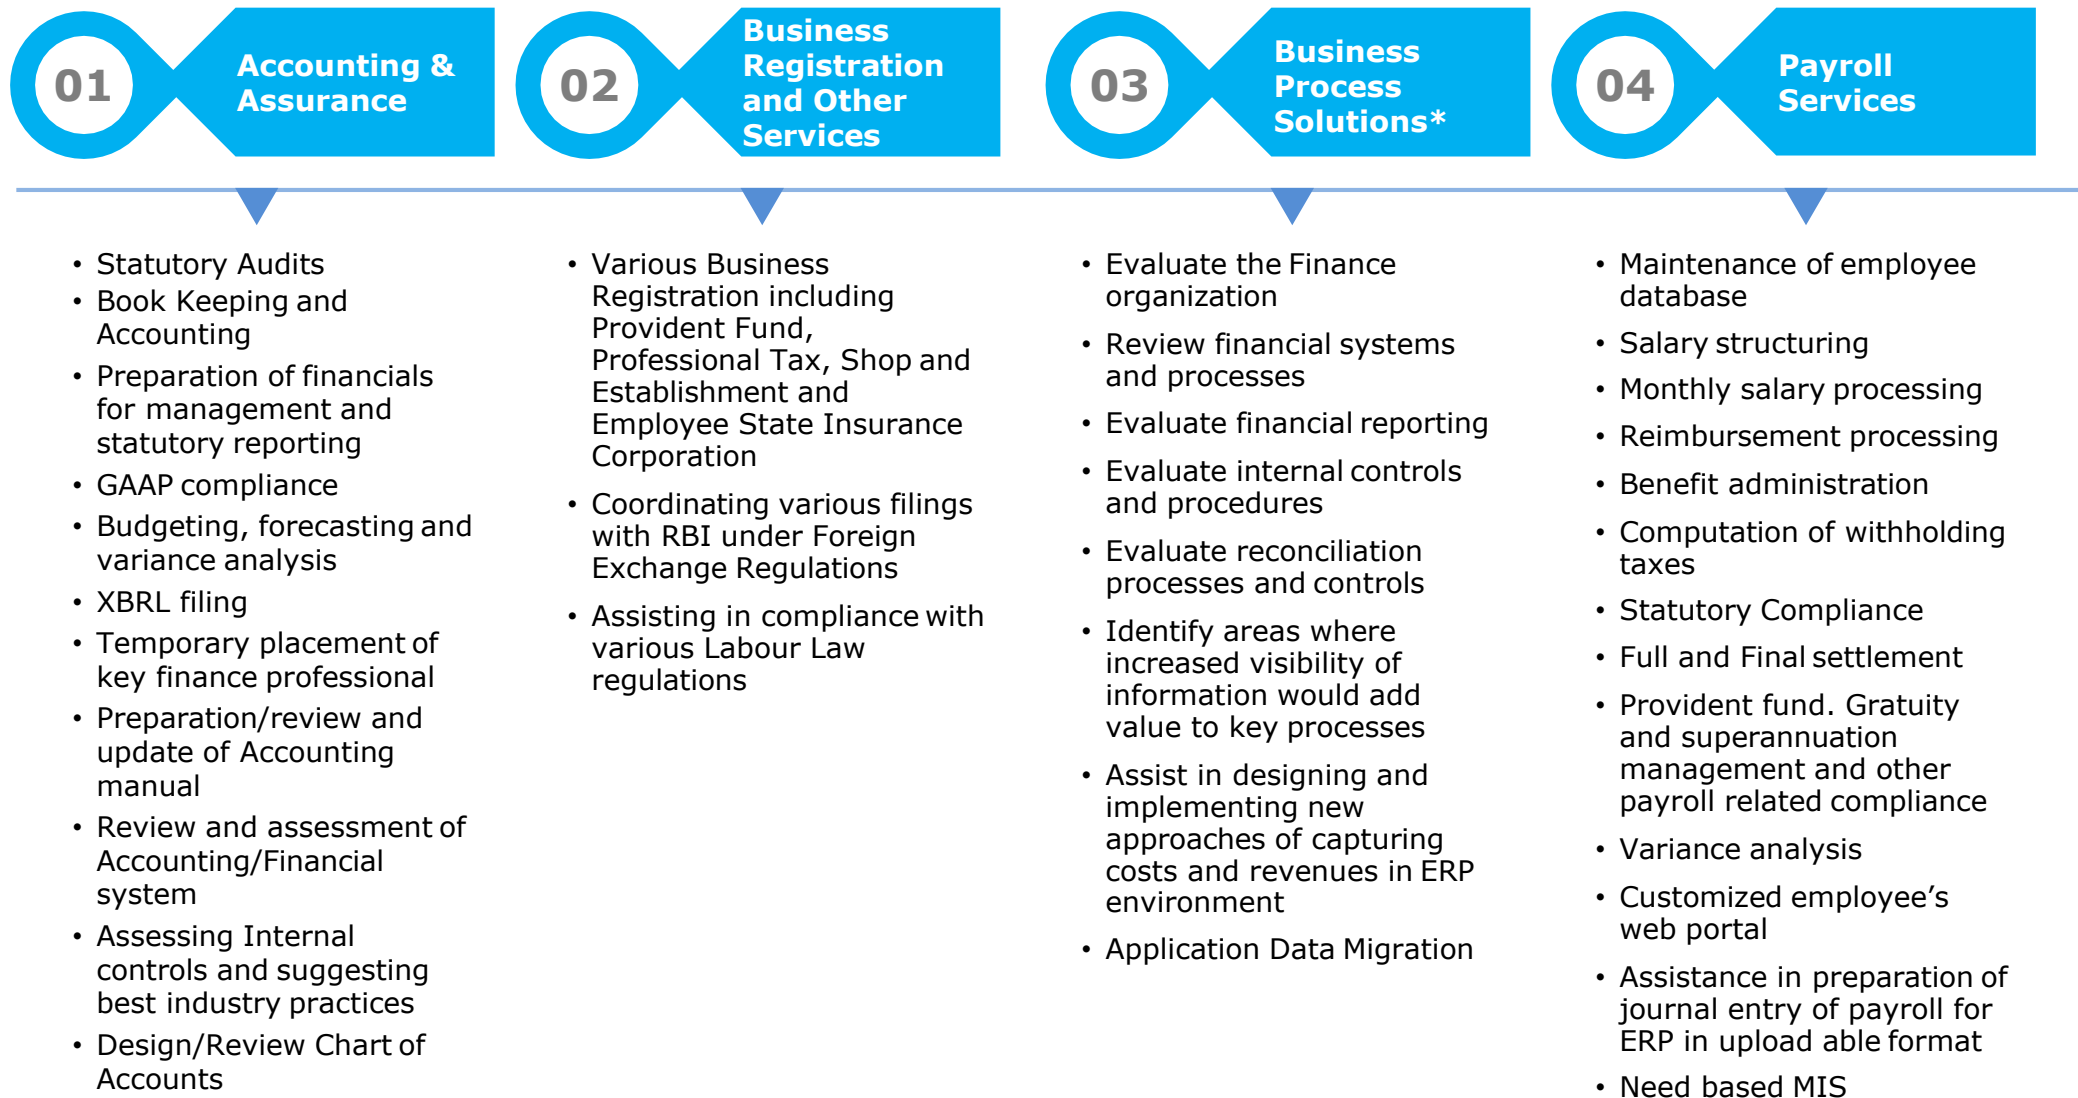 01
Accounting &
Assurance
02
Business
Registration
and Other
Services
03
Business
Process
Solutions*
04
Payroll
Services
• Statutory Audits
• Book Keeping and
Accounting
• Preparation of financials
for management and
statutory reporting
• GAAP compliance
• Budgeting, forecasting and
variance analysis
• XBRL filing
• Temporary placement of
key finance professional
• Preparation/review and
update of Accounting
manual
• Review and assessment of
Accounting/Financial
system
• Assessing Internal
controls and suggesting
best industry practices
• Design/Review Chart of
Accounts
• Various Business
Registration including
Provident Fund,
Professional Tax, Shop and
Establishment and
Employee State Insurance
Corporation
• Coordinating various filings
with RBI under Foreign
Exchange Regulations
• Assisting in compliance with
various Labour Law
regulations
• Evaluate the Finance
organization
• Review financial systems
and processes
• Evaluate financial reporting
• Evaluate internal controls
and procedures
• Evaluate reconciliation
processes and controls
• Identify areas where
increased visibility of
information would add
value to key processes
• Assist in designing and
implementing new
approaches of capturing
costs and revenues in ERP
environment
• Application Data Migration
• Maintenance of employee
database
• Salary structuring
• Monthly salary processing
• Reimbursement processing
• Benefit administration
• Computation of withholding
taxes
• Statutory Compliance
• Full and Final settlement
• Provident fund. Gratuity
and superannuation
management and other
payroll related compliance
• Variance analysis
• Customized employee’s
web portal
• Assistance in preparation of
journal entry of payroll for
ERP in upload able format
• Need based MIS